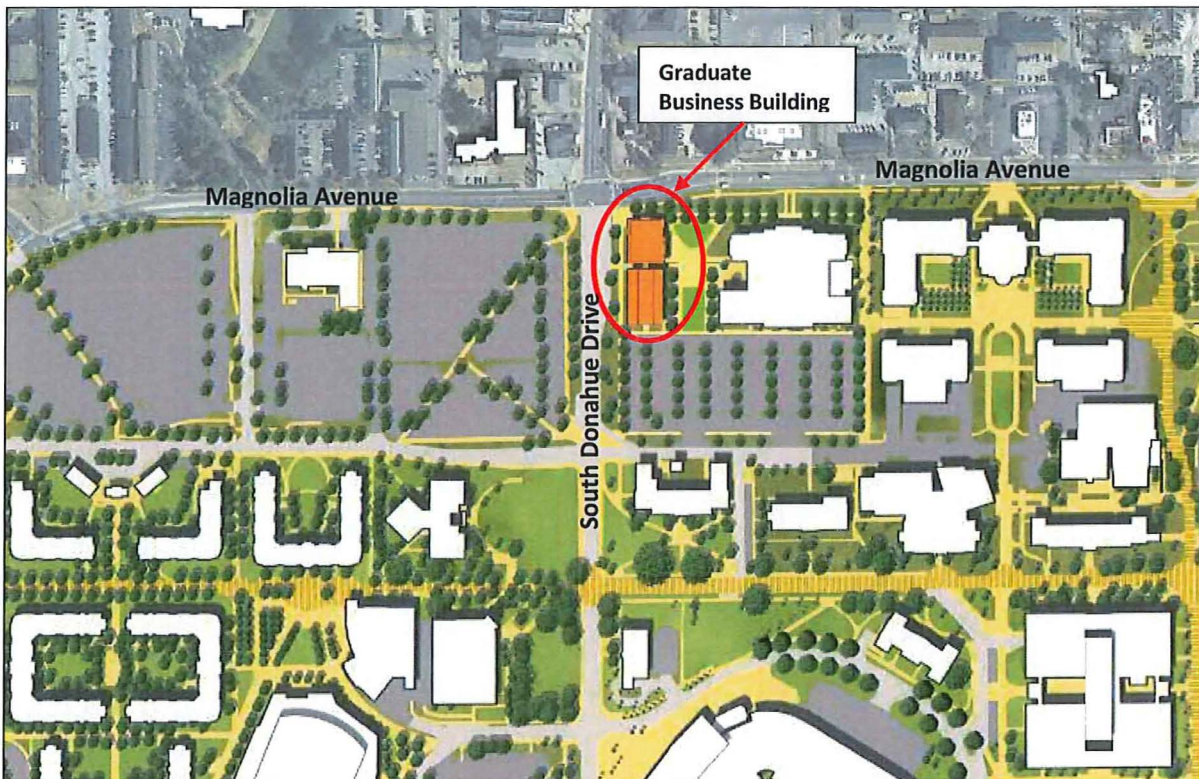 Graduate
Business Building
Magnolia Avenue
Magnolia Avenue
South Donahue Drive